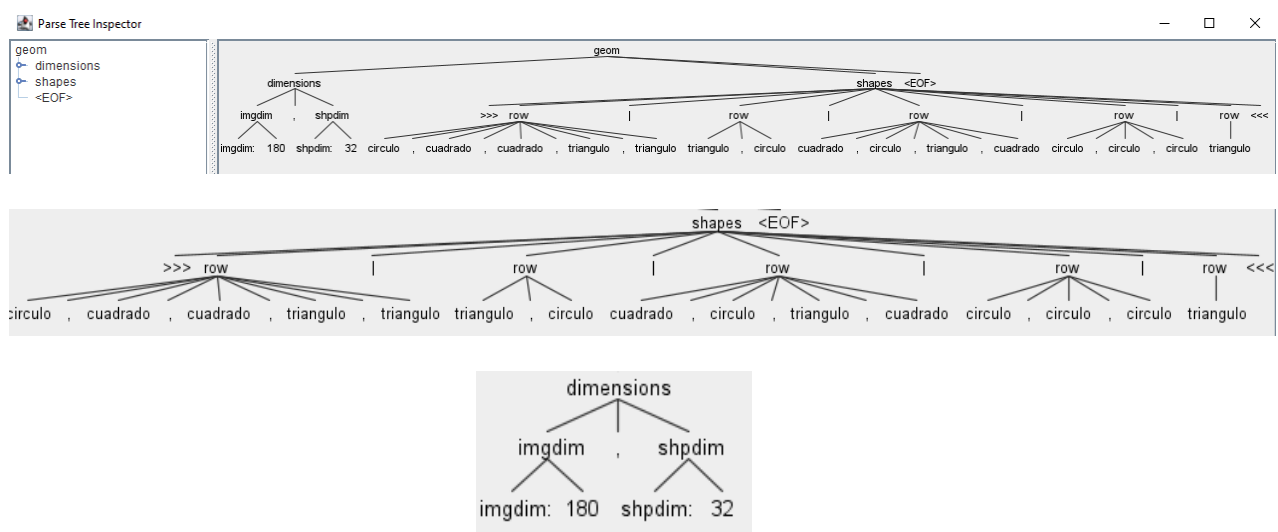 Parse Tree Inspector
geom
dimensions
shapes
<EOF>
geom
dimensions shapes <EOF>
imgdim , shpdim >>> row | row | row | row | row <<<
imgdim: 180 shpdim: 32 circulo , cuadrado , cuadrado , triangulo , triangulo triangulo , circulo cuadrado , circulo , triangulo , cuadrado circulo , circulo , circulo triangulo
shapes <EOF>
>>> row | row | row | row | row <<<
circulo , cuadrado , cuadrado , triangulo , triangulo triangulo , circulo cuadrado , circulo , triangulo , cuadrado circulo , circulo , circulo triangulo
dimensions
imgdim , shpdim
imgdim: 180 shpdim: 32